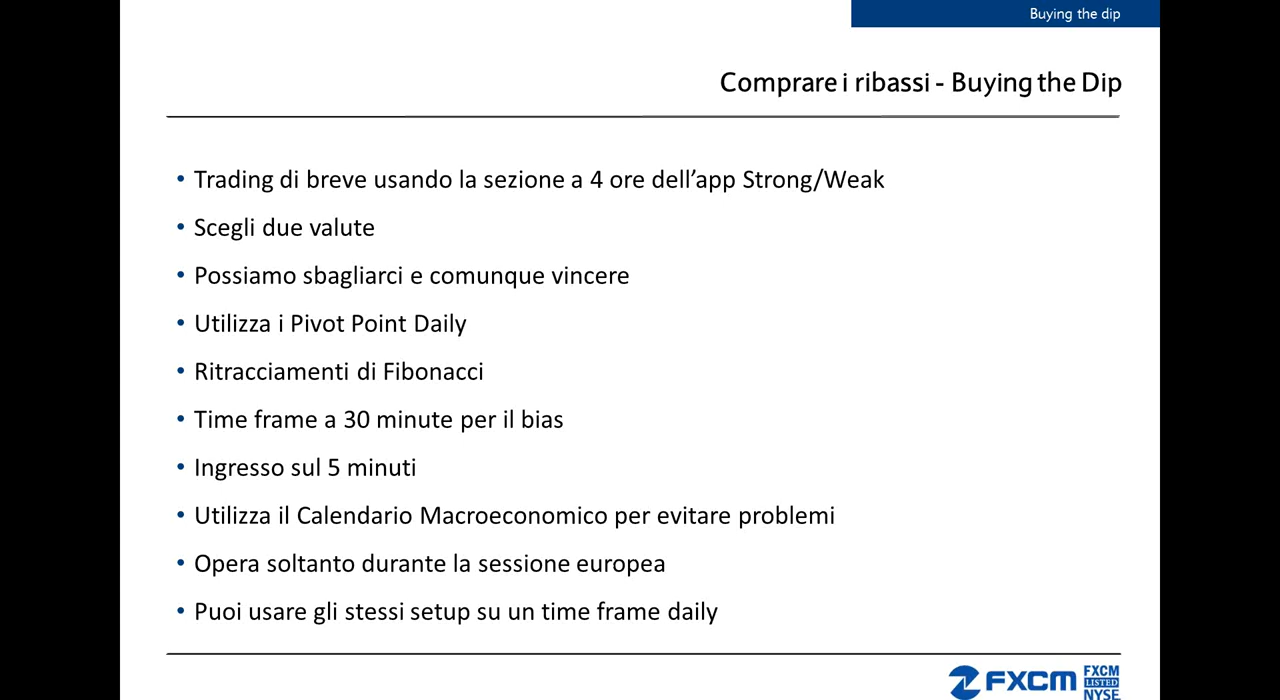 Buying the dip
Comprare i ribassi - Buying the Dip
• Trading di breve usando la sezione a 4 ore dell’app Strong/Weak
• Scegli due valute
• Possiamo sbagliarci e comunque vincere
• Utilizza i Pivot Point Daily
• Ritracciamenti di Fibonacci
• Time frame a 30 minute per il bias
• Ingresso sul 5 minuti
• Utilizza il Calendario Macroeconomico per evitare problemi
• Opera soltanto durante la sessione europea
• Puoi usare gli stessi setup su un time frame daily
FXCM
FXCM
LISTED
NYSE